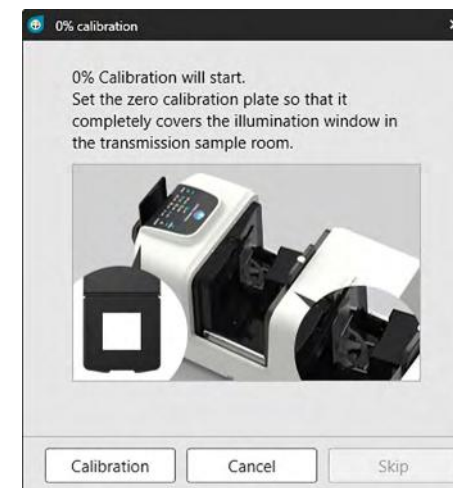 0% calibration
0% Calibration will start.
Set the zero calibration plate so that it
completely covers the illumination window in
the transmission sample room.
Calibration
Cancel
Skip